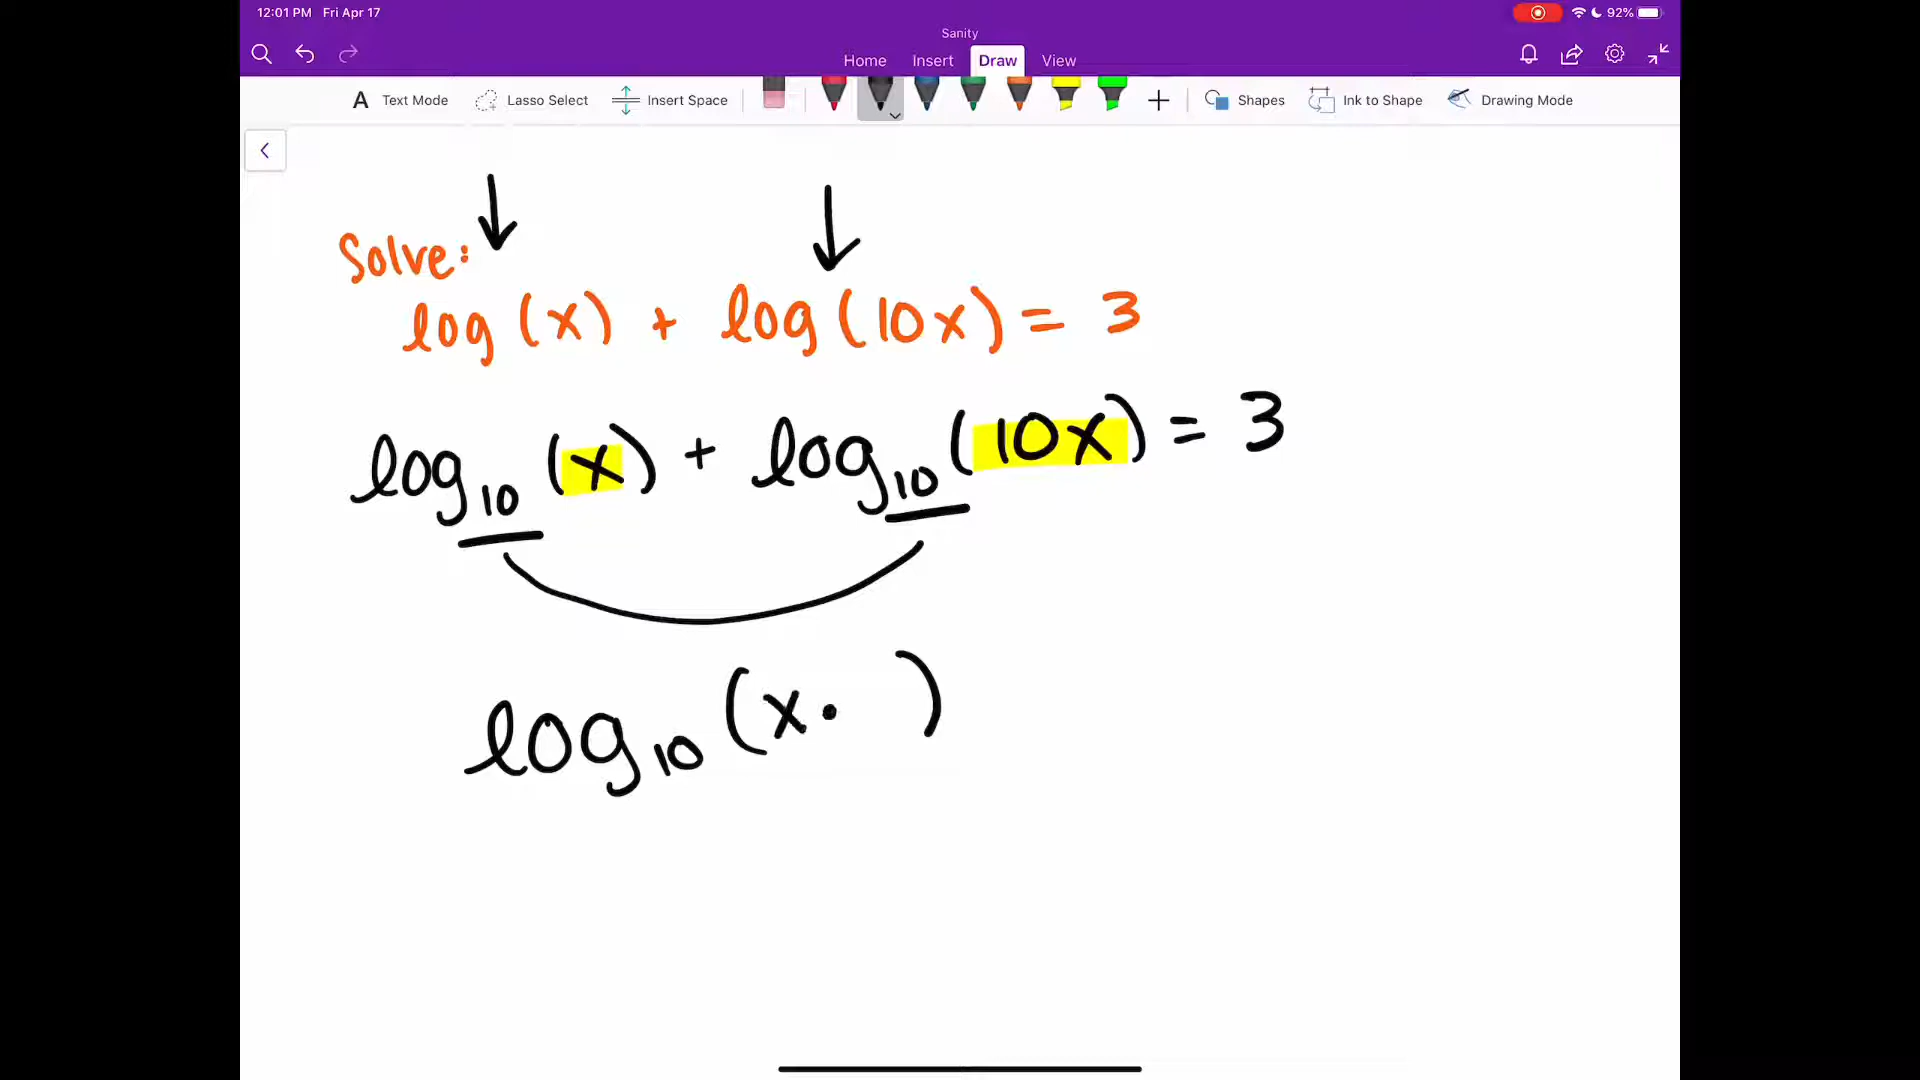 12:01 PM Fri Apr 17
92%
Sanity
Home Insert Draw View
Text Mode Lasso Select Insert Space Shapes Ink to Shape Drawing Mode
Solve:
log (x) + log (10x) = 3
log₁₀ (x) + log₁₀ (10x) = 3
log₁₀ (x· )